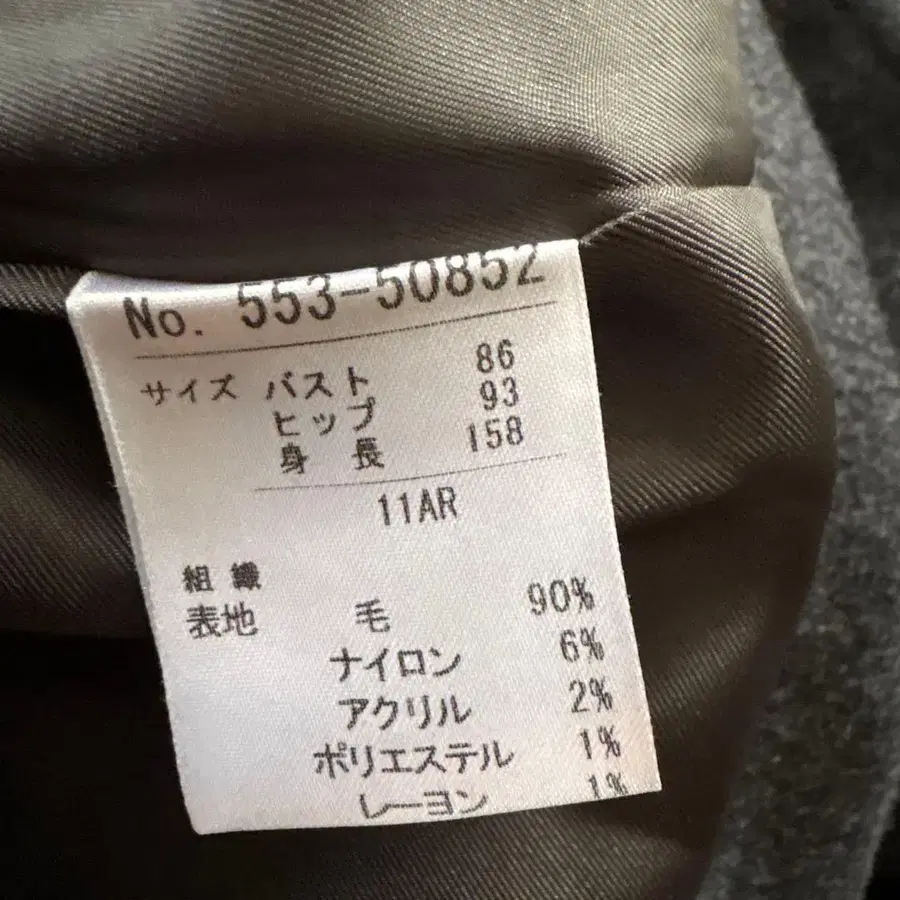 No. 553-50852
サイズ バスト 86
ヒップ 93
身長 158
11AR
組織
表地 毛 90%
ナイロン 6%
アクリル 2%
ポリエステル 1%
レーヨン 1%